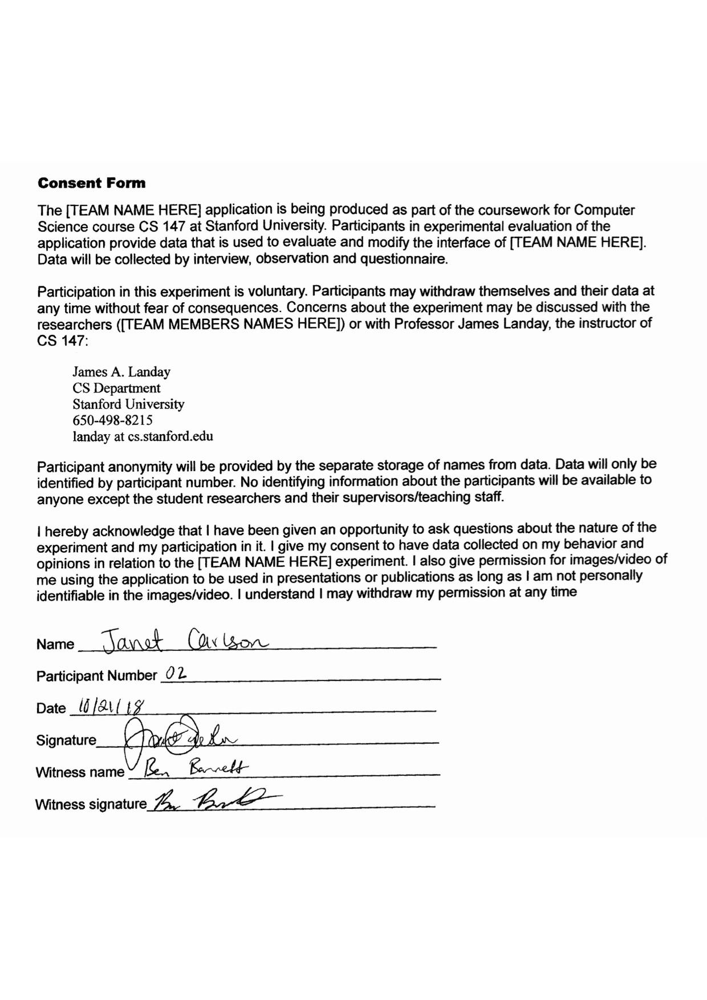 Consent Form
The [TEAM NAME HERE] application is being produced as part of the coursework for Computer
Science course CS 147 at Stanford University. Participants in experimental evaluation of the
application provide data that is used to evaluate and modify the interface of [TEAM NAME HERE].
Data will be collected by interview, observation and questionnaire.
Participation in this experiment is voluntary. Participants may withdraw themselves and their data at
any time without fear of consequences. Concerns about the experiment may be discussed with the
researchers ([TEAM MEMBERS NAMES HERE]) or with Professor James Landay, the instructor of
CS 147:
James A. Landay
CS Department
Stanford University
650-498-8215
landay at cs.stanford.edu
Participant anonymity will be provided by the separate storage of names from data. Data will only be
identified by participant number. No identifying information about the participants will be available to
anyone except the student researchers and their supervisors/teaching staff.
I hereby acknowledge that I have been given an opportunity to ask questions about the nature of the
experiment and my participation in it. I give my consent to have data collected on my behavior and
opinions in relation to the [TEAM NAME HERE] experiment. I also give permission for images/video of
me using the application to be used in presentations or publications as long as I am not personally
identifiable in the images/video. I understand I may withdraw my permission at any time
Name Janet Carlson
Participant Number 02
Date 10/21/18
Signature
Witness name Ben Barnett
Witness signature